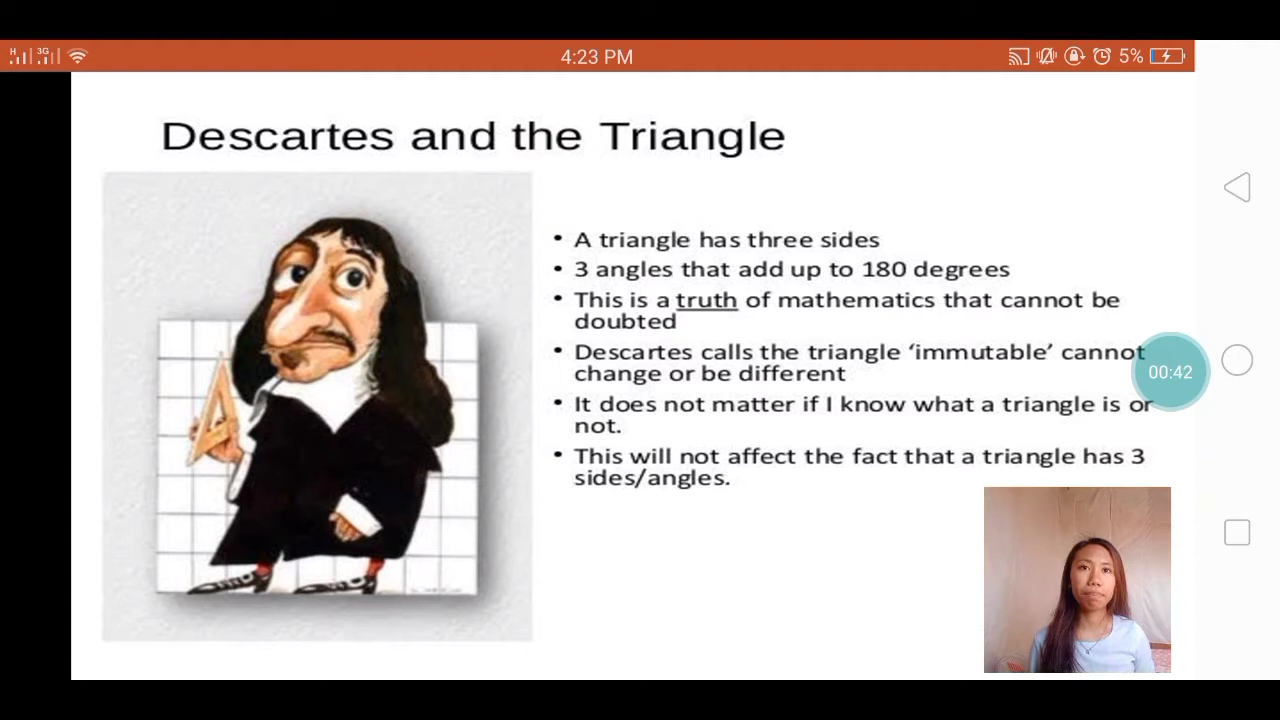 H 3G 4:23 PM 5%
Descartes and the Triangle
• A triangle has three sides
• 3 angles that add up to 180 degrees
• This is a truth of mathematics that cannot be
doubted
• Descartes calls the triangle ‘immutable’ cannot
change or be different
• It does not matter if I know what a triangle is or
not.
• This will not affect the fact that a triangle has 3
sides/angles.
00:42